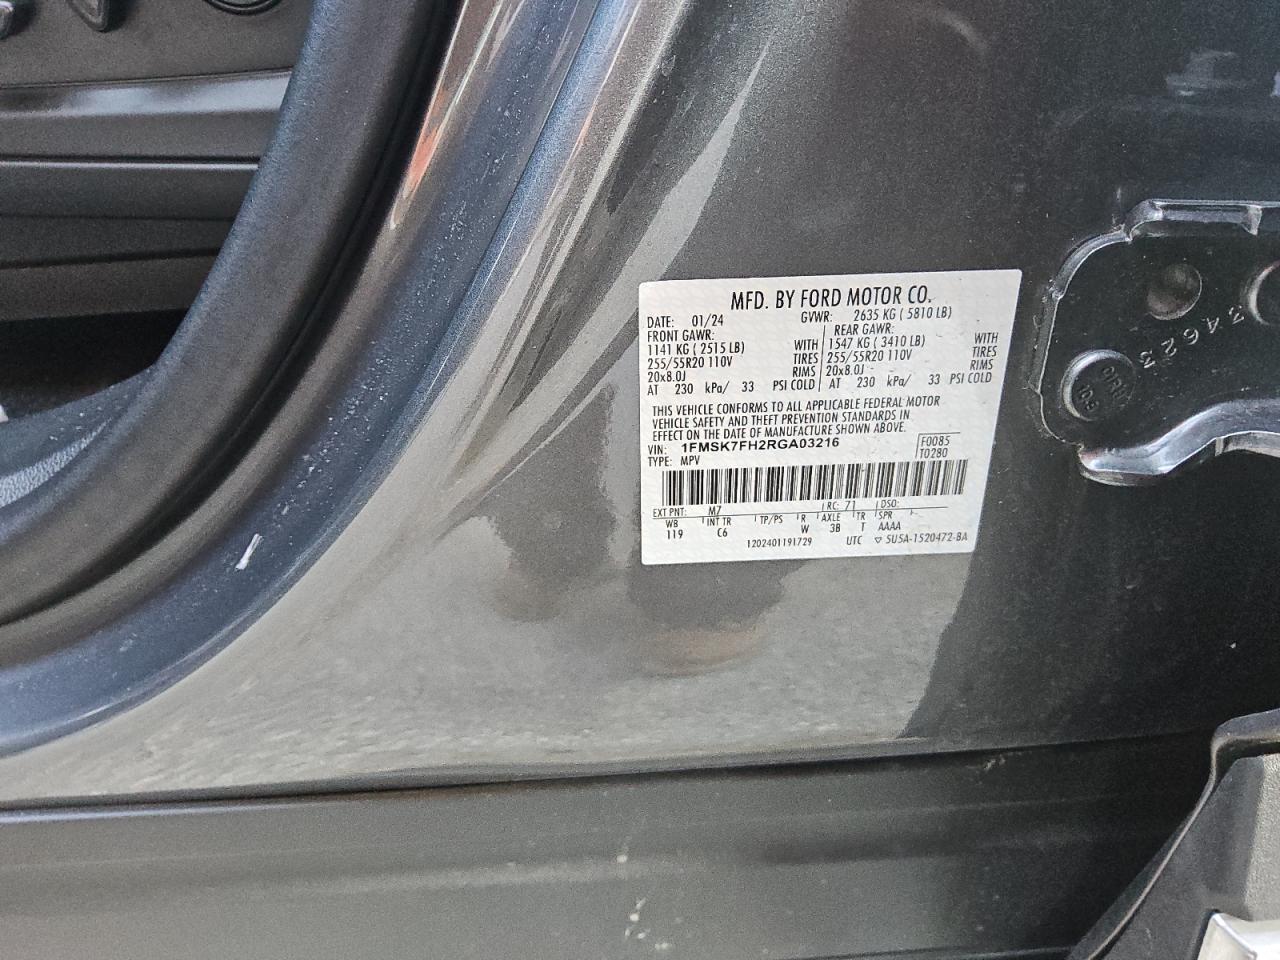 MFD. BY FORD MOTOR CO.
DATE: 01/24 GVWR: 2635 KG ( 5810 LB)
FRONT GAWR: REAR GAWR:
1141 KG ( 2515 LB) WITH 1547 KG ( 3410 LB) WITH
255/55R20 110V TIRES 255/55R20 110V TIRES
20x8.0J RIMS 20x8.0J RIMS
AT 230 kPa/ 33 PSI COLD AT 230 kPa/ 33 PSI COLD
THIS VEHICLE CONFORMS TO ALL APPLICABLE FEDERAL MOTOR
VEHICLE SAFETY AND THEFT PREVENTION STANDARDS IN
EFFECT ON THE DATE OF MANUFACTURE SHOWN ABOVE.
VIN: 1FMSK7FH2RGA03216 F0085
TYPE: MPV T0280
EXT PNT: M7 RC: 71 DSO:
WB INT TR TP/PS R AXLE TR SPR
119 C6 W 3B T AAAA
1202401191729 UTC ▽ 5U5A-1520472-BA
34623